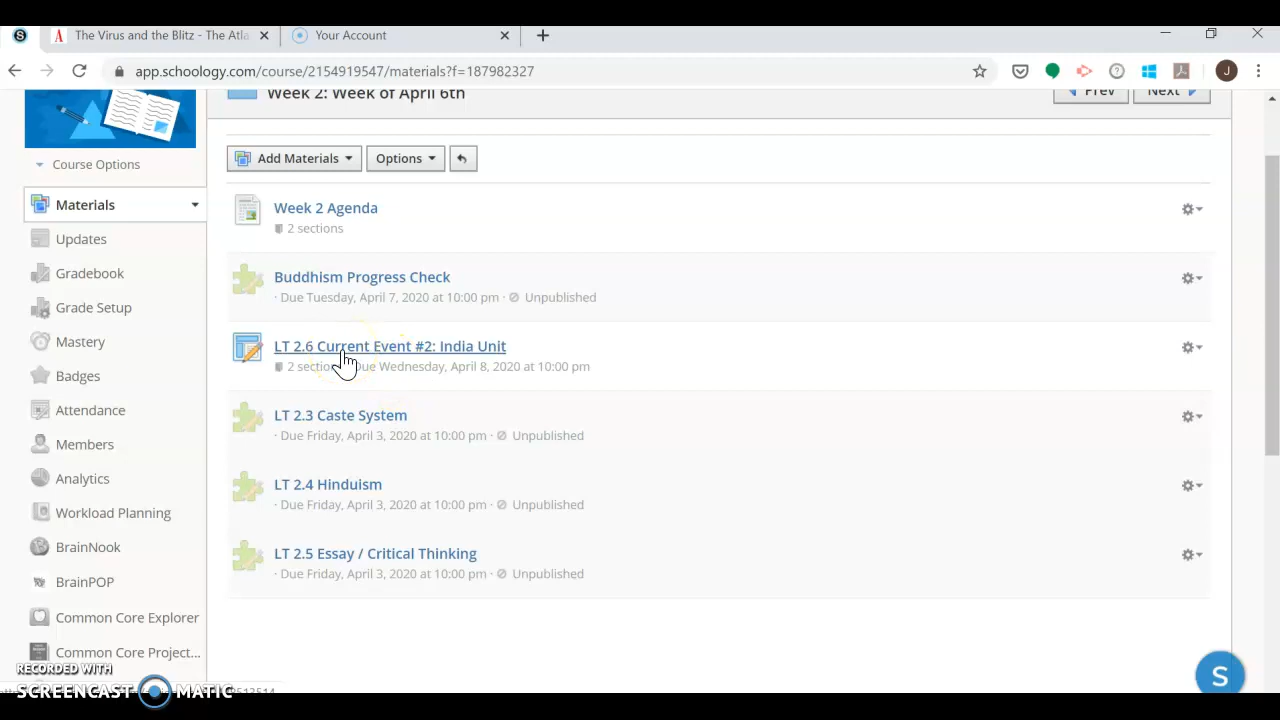 S
A The Virus and the Blitz - The Atla
Your Account
app.schoology.com/course/2154919547/materials?f=187982327
J
Week 2: Week of April 6th
Prev
Next
Course Options
Add Materials
Options
Materials
Week 2 Agenda
2 sections
Updates
Gradebook
Buddhism Progress Check
· Due Tuesday, April 7, 2020 at 10:00 pm · Unpublished
Grade Setup
Mastery
LT 2.6 Current Event #2: India Unit
2 section Due Wednesday, April 8, 2020 at 10:00 pm
Badges
Attendance
LT 2.3 Caste System
· Due Friday, April 3, 2020 at 10:00 pm · Unpublished
Members
Analytics
LT 2.4 Hinduism
· Due Friday, April 3, 2020 at 10:00 pm · Unpublished
Workload Planning
BrainNook
LT 2.5 Essay / Critical Thinking
· Due Friday, April 3, 2020 at 10:00 pm · Unpublished
BrainPOP
Common Core Explorer
Common Core Project...
RECORDED WITH
SCREENCAST MATIC
S